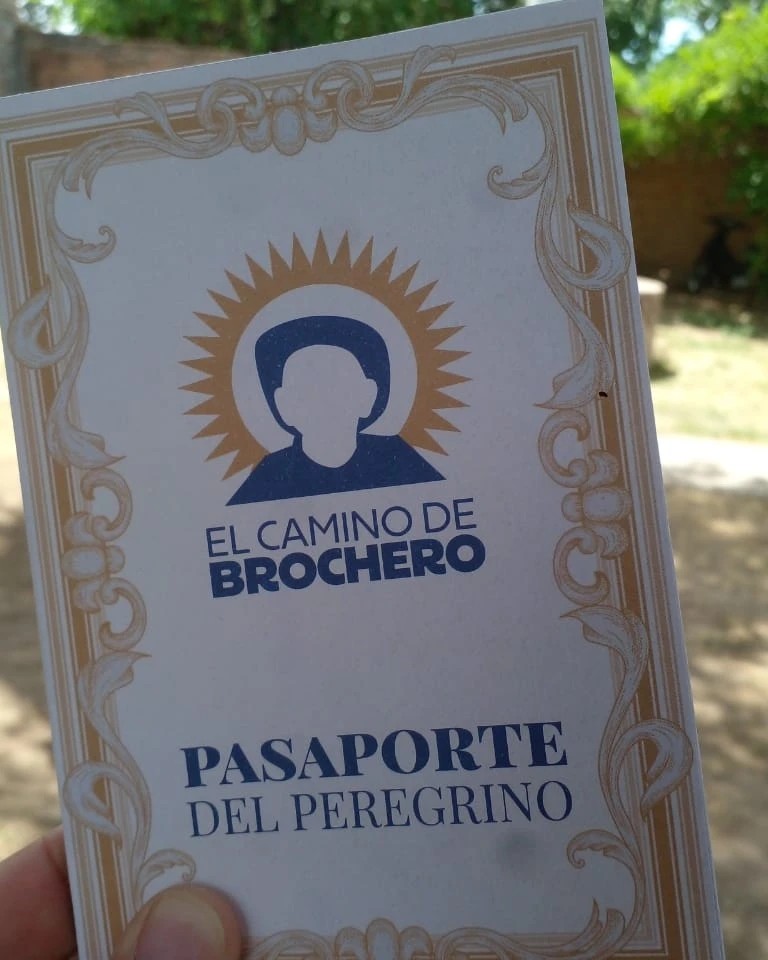 EL CAMINO DE
BROCHERO
PASAPORTE
DEL PEREGRINO